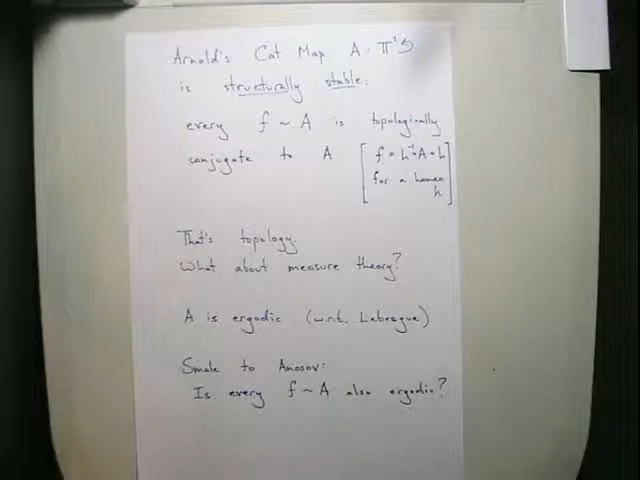 Arnold's Cat Map A: 𝕋²↺
is structurally stable:
every f ~ A is topologically
conjugate to A [ f = h⁻¹∘A∘h
for a homeo
h ]
That's topology.
What about measure theory?
A is ergodic (w.r.t. Lebesgue)
Smale to Anosov:
Is every f ~ A also ergodic?